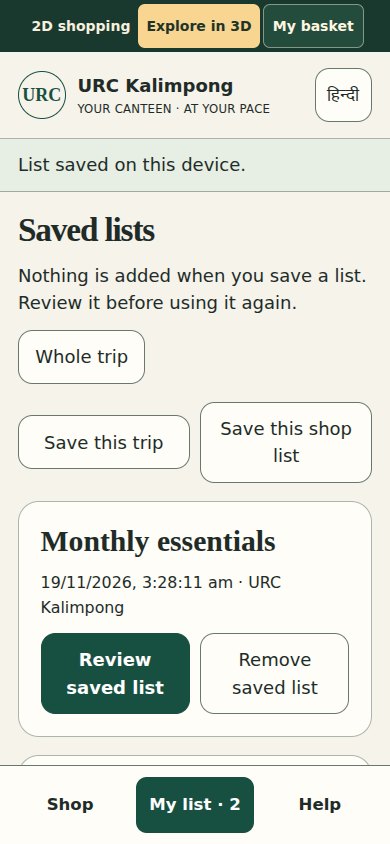 2D shopping Explore in 3D My basket
URC
URC Kalimpong
YOUR CANTEEN · AT YOUR PACE
हिन्दी
List saved on this device.
Saved lists
Nothing is added when you save a list.
Review it before using it again.
Whole trip
Save this trip
Save this shop
list
Monthly essentials
19/11/2026, 3:28:11 am · URC
Kalimpong
Review
saved list
Remove
saved list
Shop
My list · 2
Help